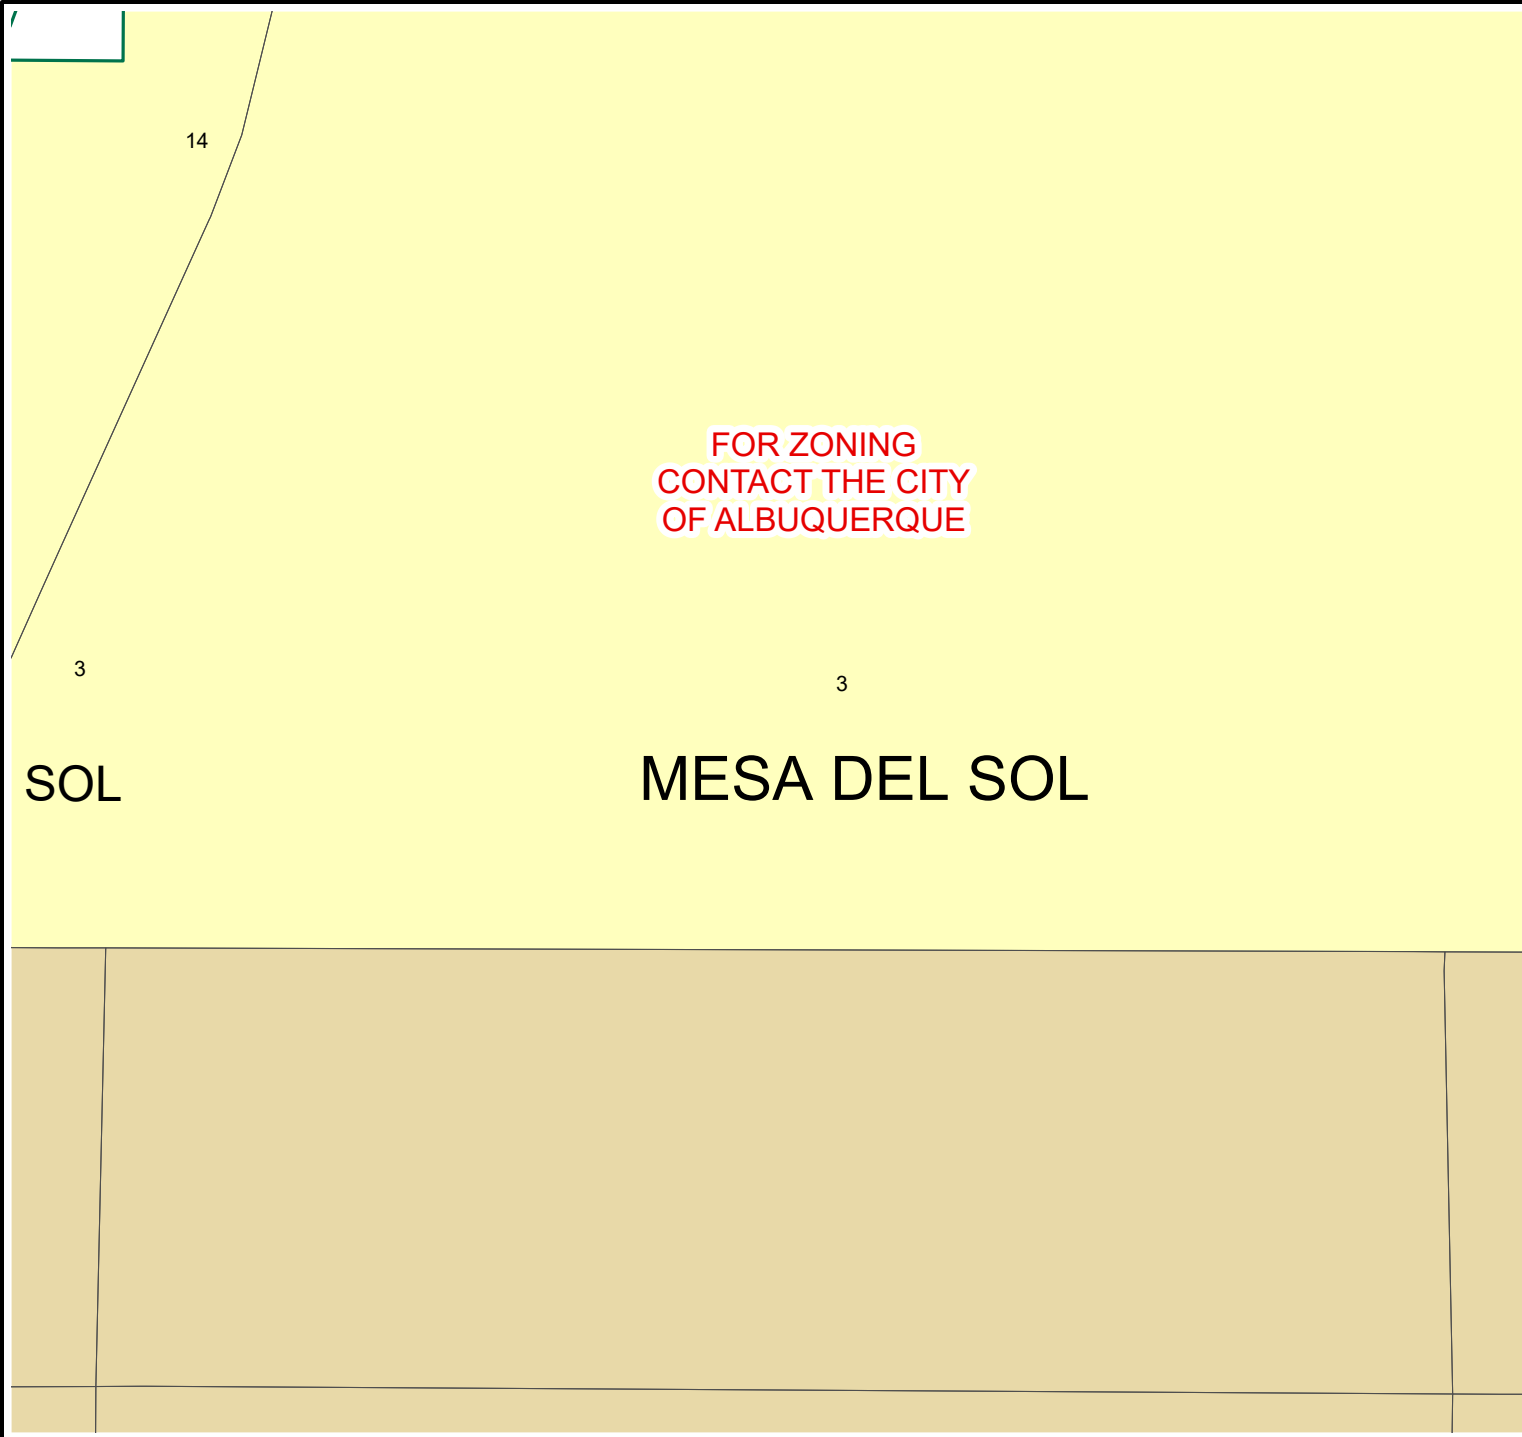 14
FOR ZONING
CONTACT THE CITY
OF ALBUQUERQUE
3
3
SOL
MESA DEL SOL